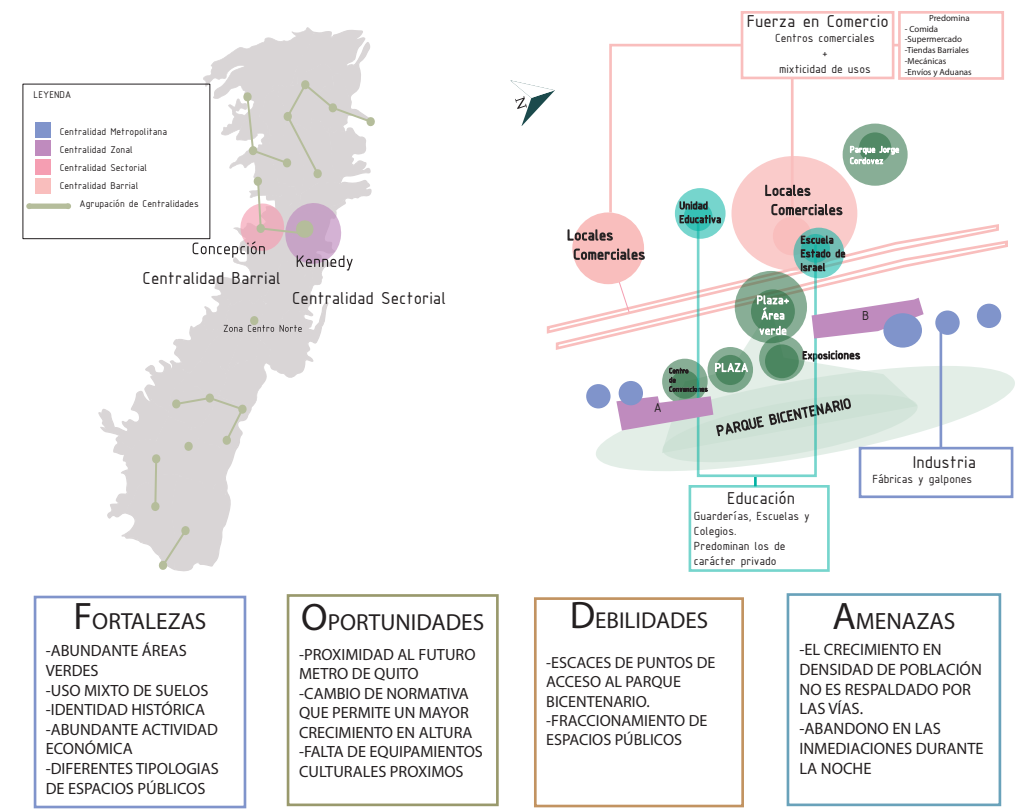 LEYENDA
Centralidad Metropolitana
Centralidad Zonal
Centralidad Sectorial
Centralidad Barrial
Agrupación de Centralidades
Concepción
Centralidad Barrial
Kennedy
Centralidad Sectorial
Zona Centro Norte
N
Fuerza en Comercio
Centros comerciales
+
mixticidad de usos
Predomina
- Comida
-Supermercado
-Tiendas Barriales
-Mecánicas
-Envíos y Aduanas
Parque Jorge
Cordovez
Unidad
Educativa
Locales
Comerciales
Locales
Comerciales
Escuela
Estado de
Israel
Plaza+
Área
verde
B
Exposiciones
PLAZA
Centro
de
Convenciones
A
PARQUE BICENTENARIO
Industria
Fábricas y galpones
Educación
Guarderías, Escuelas y
Colegios.
Predominan los de
carácter privado
FORTALEZAS
-ABUNDANTE ÁREAS
VERDES
-USO MIXTO DE SUELOS
-IDENTIDAD HISTÓRICA
-ABUNDANTE ACTIVIDAD
ECONÓMICA
-DIFERENTES TIPOLOGIAS
DE ESPACIOS PÚBLICOS
OPORTUNIDADES
-PROXIMIDAD AL FUTURO
METRO DE QUITO
-CAMBIO DE NORMATIVA
QUE PERMITE UN MAYOR
CRECIMIENTO EN ALTURA
-FALTA DE EQUIPAMIENTOS
CULTURALES PROXIMOS
DEBILIDADES
-ESCACES DE PUNTOS DE
ACCESO AL PARQUE
BICENTENARIO.
-FRACCIONAMIENTO DE
ESPACIOS PÚBLICOS
AMENAZAS
-EL CRECIMIENTO EN
DENSIDAD DE POBLACIÓN
NO ES RESPALDADO POR
LAS VÍAS.
-ABANDONO EN LAS
INMEDIACIONES DURANTE
LA NOCHE